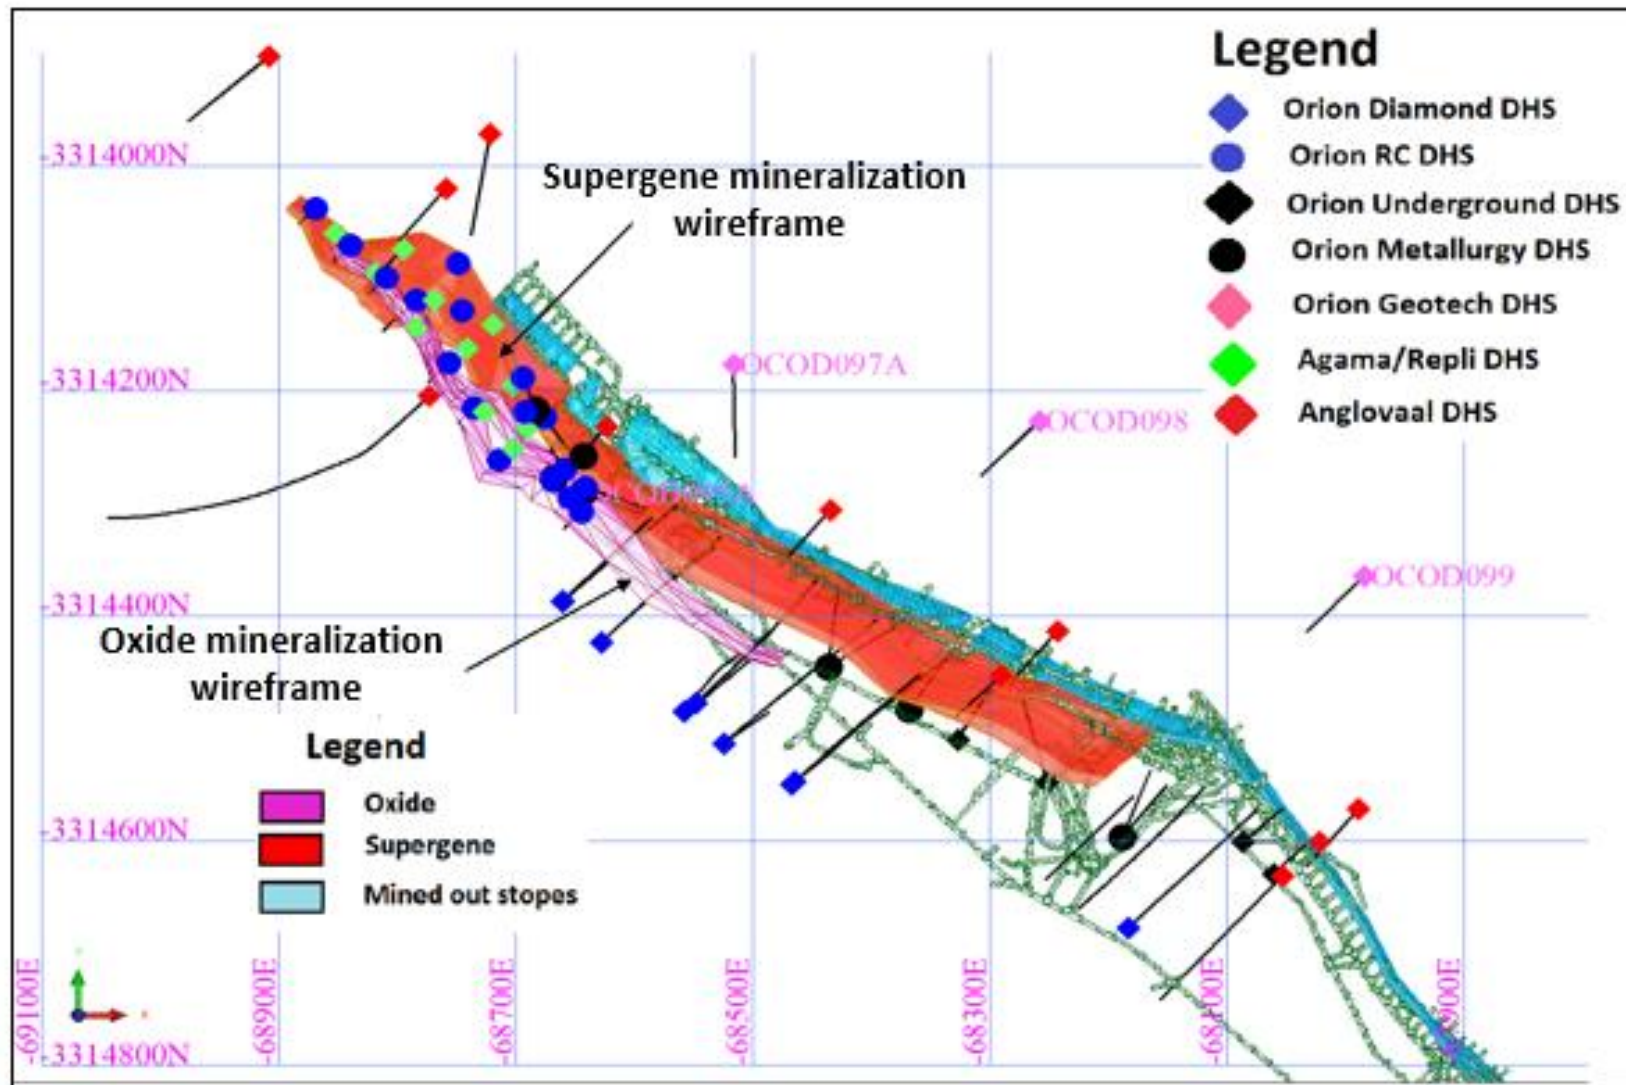 Legend
Orion Diamond DHS
Orion RC DHS
Orion Underground DHS
Orion Metallurgy DHS
Orion Geotech DHS
Agama/Repli DHS
Anglovaal DHS
-3314000N
Supergene mineralization
wireframe
OCOD097A
-3314200N
OCOD098
OCOD099
-3314400N
Oxide mineralization
wireframe
Legend
Oxide
Supergene
Mined out stopes
-3314600N
-3314800N
-69100E
-68900E
-68700E
-68500E
-68300E
-68100E